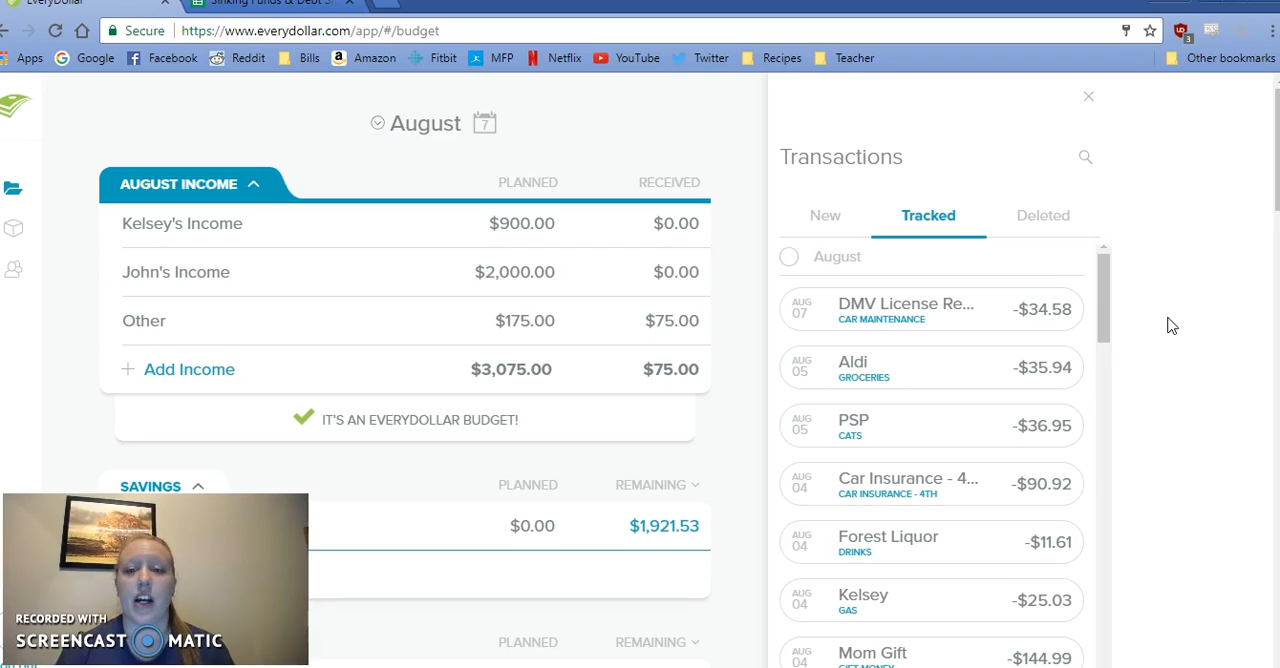 EveryDollar
Sinking Funds & Debt S
Secure https://www.everydollar.com/app/#/budget
3
Apps Google Facebook Reddit Bills Amazon Fitbit MFP Netflix YouTube Twitter Recipes Teacher Other bookmarks
August 7
AUGUST INCOME PLANNED RECEIVED
Kelsey's Income $900.00 $0.00
John's Income $2,000.00 $0.00
Other $175.00 $75.00
+ Add Income $3,075.00 $75.00
IT'S AN EVERYDOLLAR BUDGET!
SAVINGS PLANNED REMAINING
$0.00 $1,921.53
PLANNED REMAINING
RECORDED WITH
SCREENCAST MATIC
Transactions
New Tracked Deleted
August
AUG 07 DMV License Re... -$34.58
CAR MAINTENANCE
AUG 05 Aldi -$35.94
GROCERIES
AUG 05 PSP -$36.95
CATS
AUG 04 Car Insurance - 4... -$90.92
CAR INSURANCE - 4TH
AUG 04 Forest Liquor -$11.61
DRINKS
AUG 04 Kelsey -$25.03
GAS
AUG 04 Mom Gift -$144.99
GIFT MONEY